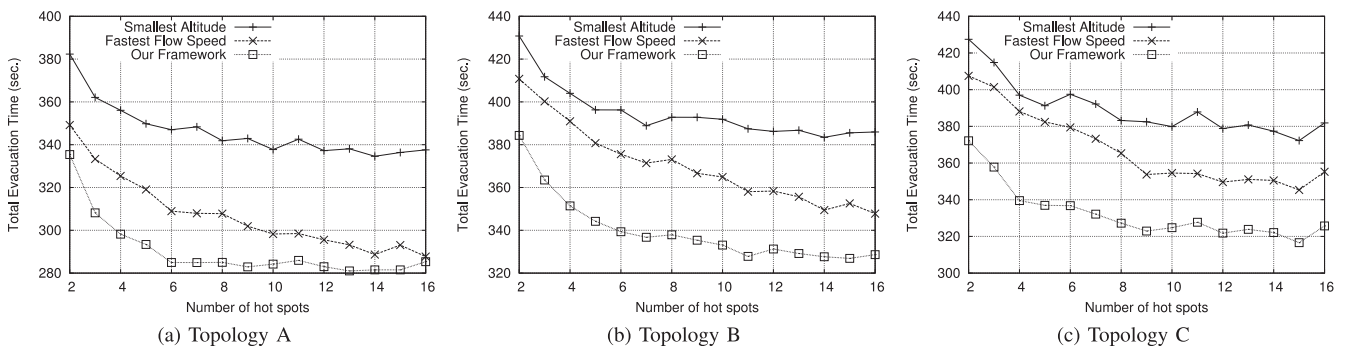 400
380
360
340
320
300
280
Total Evacuation Time (sec.)
Smallest Altitude
Fastest Flow Speed
Our Framework
2 4 6 8 10 12 14 16
Number of hot spots
(a) Topology A
440
420
400
380
360
340
320
Total Evacuation Time (sec.)
Smallest Altitude
Fastest Flow Speed
Our Framework
2 4 6 8 10 12 14 16
Number of hot spots
(b) Topology B
440
420
400
380
360
340
320
300
Total Evacuation Time (sec.)
Smallest Altitude
Fastest Flow Speed
Our Framework
2 4 6 8 10 12 14 16
Number of hot spots
(c) Topology C